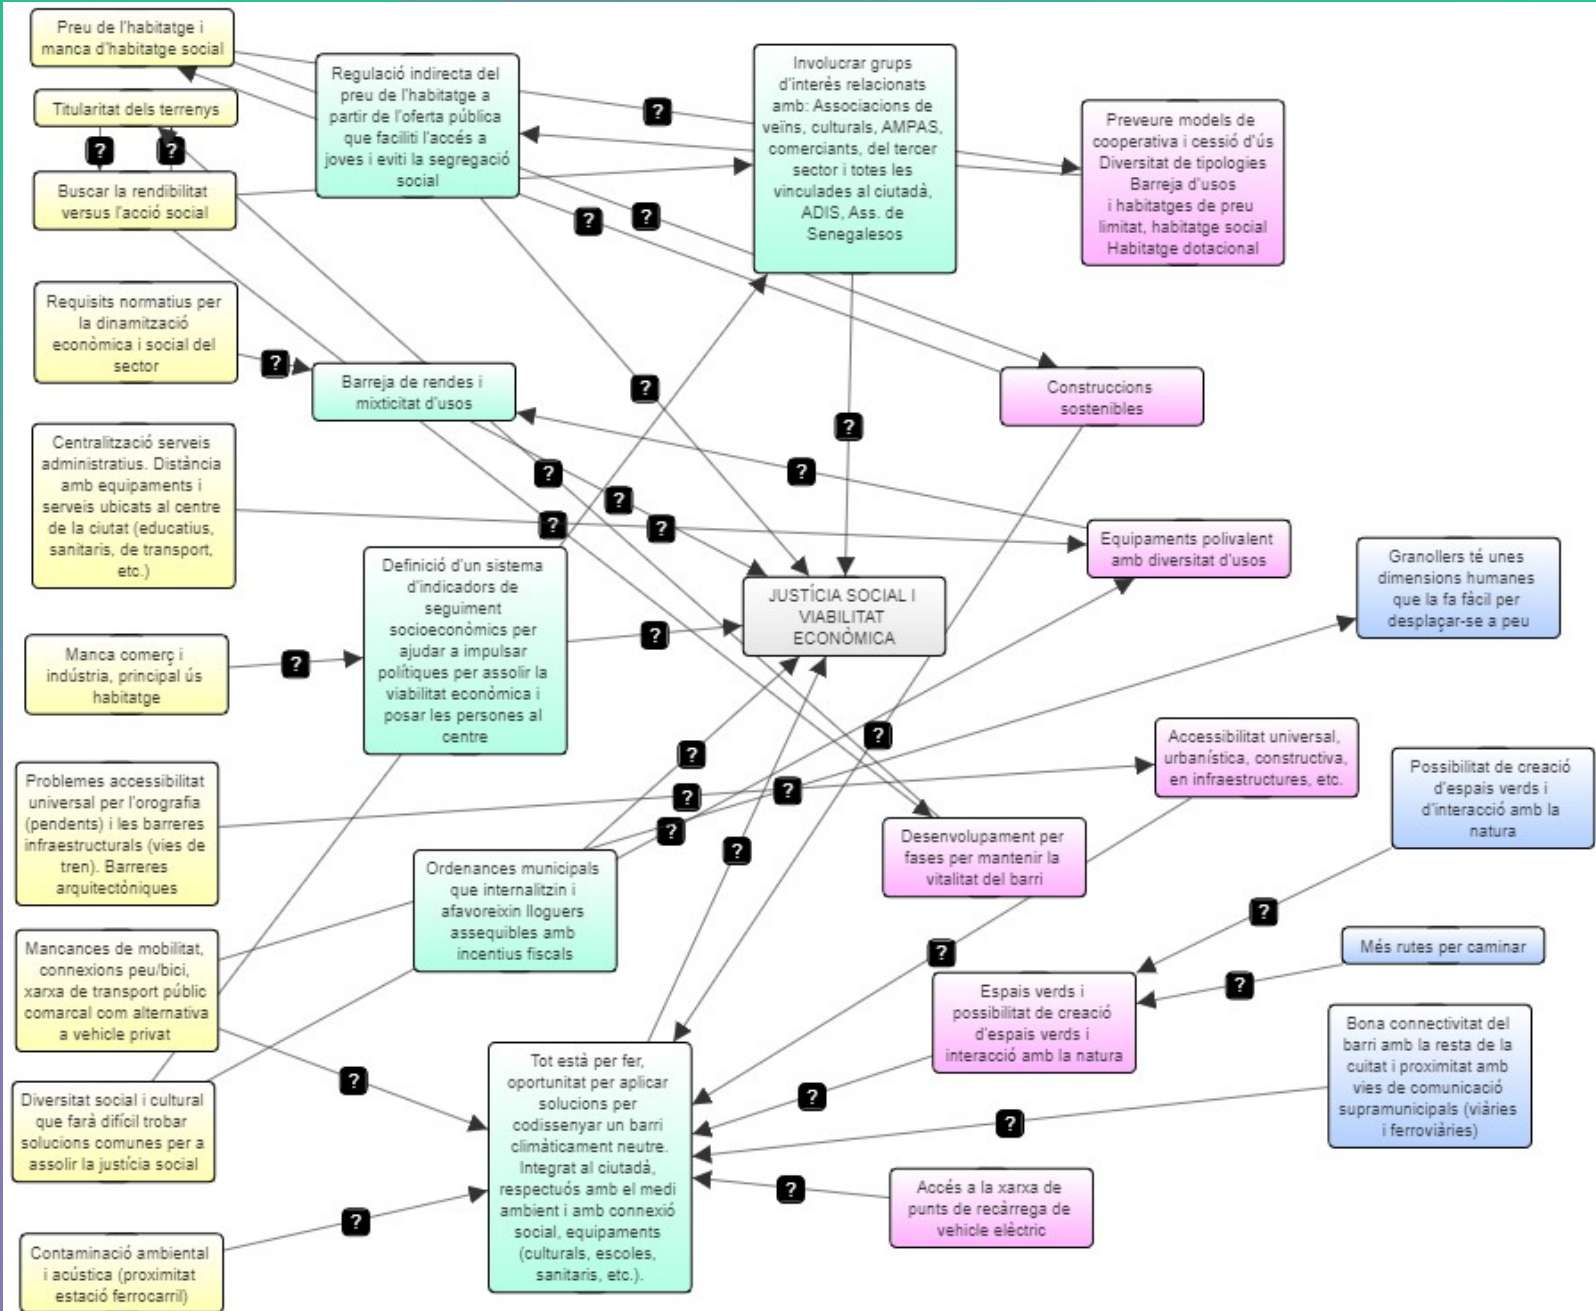 Preu de l'habitatge i
manca d'habitatge social
Titularitat dels terrenys
?
?
Buscar la rendibilitat
versus l'acció social
Requisits normatius per
la dinamització
econòmica i social del
sector
?
Centralització serveis
administratius. Distància
amb equipaments i
serveis ubicats al centre
de la ciutat (educatius,
sanitaris, de transport,
etc.)
Manca comerç i
indústria, principal ús
habitatge
?
Problemes accessibilitat
universal per l'orografia
(pendents) i les barreres
infraestructurals (vies de
tren). Barreres
arquitectòniques
Mancances de mobilitat,
connexions peu/bici,
xarxa de transport públic
comarcal com alternativa
a vehicle privat
?
Diversitat social i cultural
que farà difícil trobar
solucions comunes per a
assolir la justícia social
?
Contaminació ambiental
i acústica (proximitat
estació ferrocarril)
Regulació indirecta del
preu de l'habitatge a
partir de l'oferta pública
que faciliti l'accés a
joves i eviti la segregació
social
?
?
?
?
Barreja de rendes i
mixticitat d'usos
?
?
?
?
Definició d'un sistema
d'indicadors de
seguiment
socioeconòmics per
ajudar a impulsar
polítiques per assolir la
viabilitat econòmica i
posar les persones al
centre
?
Ordenances municipals
que internalitzin i
afavoreixin lloguers
assequibles amb
incentius fiscals
?
?
?
?
?
Tot està per fer,
oportunitat per aplicar
solucions per
codissenyar un barri
climàticament neutre.
Integrat al ciutadà,
respectuós amb el medi
ambient i amb connexió
social, equipaments
(culturals, escoles,
sanitaris, etc.).
Involucrar grups
d'interès relacionats
amb: Associacions de
veïns, culturals, AMPAS,
comerciants, del tercer
sector i totes les
vinculades al ciutadà,
ADIS, Ass. de
Senegalesos
?
?
JUSTÍCIA SOCIAL I
VIABILITAT
ECONÒMICA
?
Preveure models de
cooperativa i cessió d'ús
Diversitat de tipologies
Barreja d'usos
i habitatges de preu
limitat, habitatge social
Habitatge dotacional
Construccions
sostenibles
Equipaments polivalent
amb diversitat d'usos
Accessibilitat universal,
urbanística, constructiva,
en infraestructures, etc.
Desenvolupament per
fases per mantenir la
vitalitat del barri
?
Espais verds i
possibilitat de creació
d'espais verds i
interacció amb la natura
?
?
?
Accés a la xarxa de
punts de recàrrega de
vehicle elèctric
Granollers té unes
dimensions humanes
que la fa fàcil per
desplaçar-se a peu
Possibilitat de creació
d'espais verds i
d'interacció amb la
natura
?
Més rutes per caminar
?
Bona connectivitat del
barri amb la resta de la
cuitat i proximitat amb
vies de comunicació
supramunicipals (viàries
i ferroviàries)